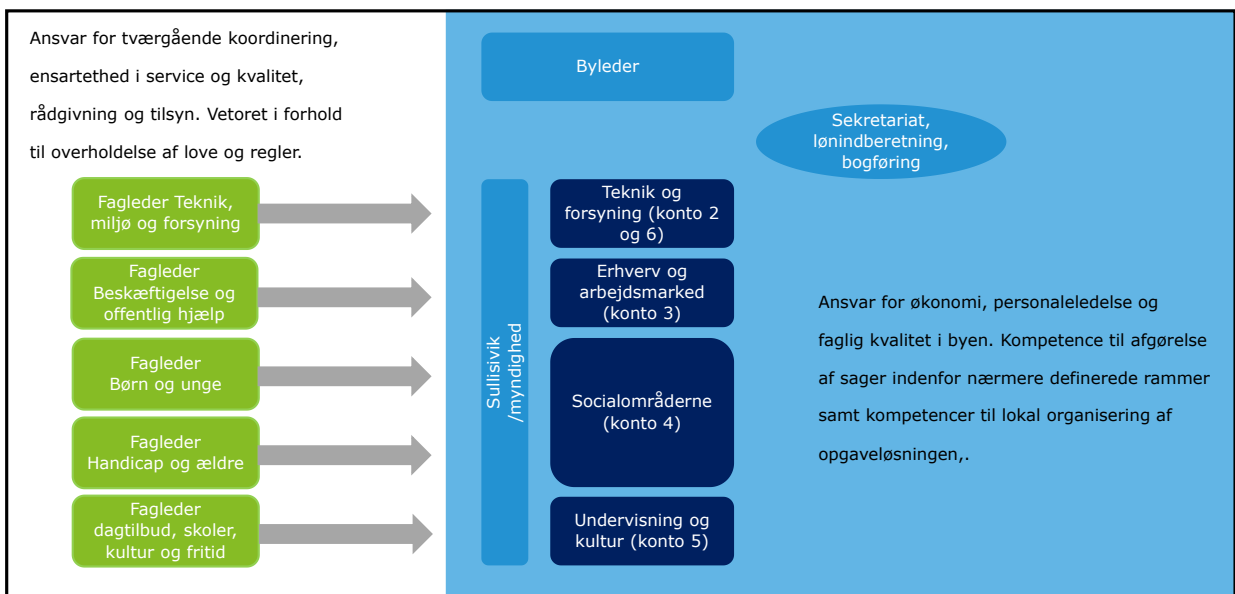 Ansvar for tværgående koordinering,
ensartethed i service og kvalitet,
rådgivning og tilsyn. Vetoret i forhold
til overholdelse af love og regler.
Fagleder Teknik,
miljø og forsyning
Fagleder
Beskæftigelse og
offentlig hjælp
Fagleder
Børn og unge
Fagleder
Handicap og ældre
Fagleder
dagtilbud, skoler,
kultur og fritid
Byleder
Sekretariat,
lønindberetning,
bogføring
Sullisivik
/myndighed
Teknik og
forsyning (konto 2
og 6)
Erhverv og
arbejdsmarked
(konto 3)
Socialområderne
(konto 4)
Undervisning og
kultur (konto 5)
Ansvar for økonomi, personaleledelse og
faglig kvalitet i byen. Kompetence til afgørelse
af sager indenfor nærmere definerede rammer
samt kompetencer til lokal organisering af
opgaveløsningen,.